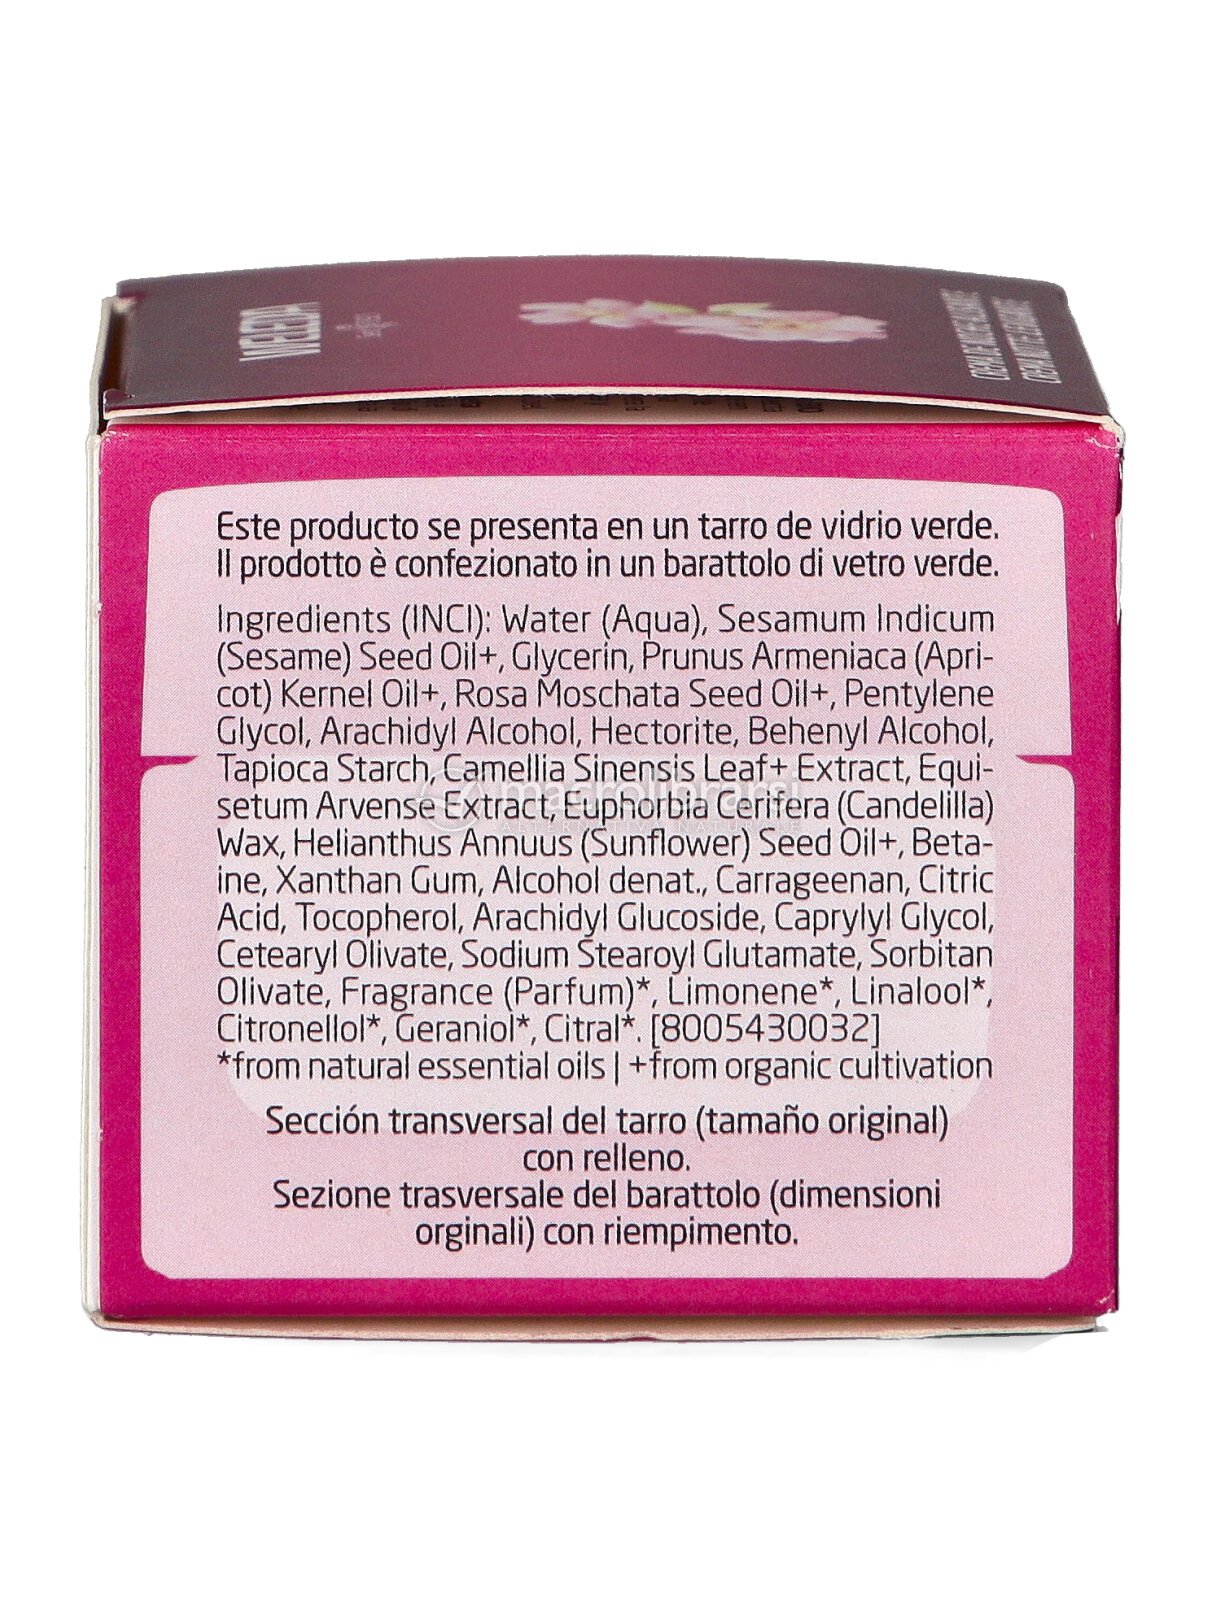 WELEDA
Este producto se presenta en un tarro de vidrio verde.
Il prodotto è confezionato in un barattolo di vetro verde.
Ingredients (INCI): Water (Aqua), Sesamum Indicum
(Sesame) Seed Oil+, Glycerin, Prunus Armeniaca (Apri-
cot) Kernel Oil+, Rosa Moschata Seed Oil+, Pentylene
Glycol, Arachidyl Alcohol, Hectorite, Behenyl Alcohol,
Tapioca Starch, Camellia Sinensis Leaf+ Extract, Equi-
setum Arvense Extract, Euphorbia Cerifera (Candelilla)
Wax, Helianthus Annuus (Sunflower) Seed Oil+, Beta-
ine, Xanthan Gum, Alcohol denat., Carrageenan, Citric
Acid, Tocopherol, Arachidyl Glucoside, Caprylyl Glycol,
Cetearyl Olivate, Sodium Stearoyl Glutamate, Sorbitan
Olivate, Fragrance (Parfum)*, Limonene*, Linalool*,
Citronellol*, Geraniol*, Citral*. [8005430032]
*from natural essential oils | +from organic cultivation
Sección transversal del tarro (tamaño original)
con relleno.
Sezione trasversale del barattolo (dimensioni
orginali) con riempimento.
macrolibrarsi